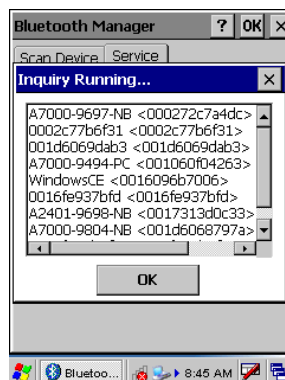 Bluetooth Manager ? OK ×
Scan Device Service
Inquiry Running... ×
A7000-9697-NB <000272c7a4dc>
0002c77b6f31 <0002c77b6f31>
001d6069dab3 <001d6069dab3>
A7000-9494-PC <001060f04263>
WindowsCE <0016096b7006>
0016fe937bfd <0016fe937bfd>
A2401-9698-NB <0017313d0c33>
A7000-9804-NB <001d6068797a>
OK
Bluetoo... 8:45 AM